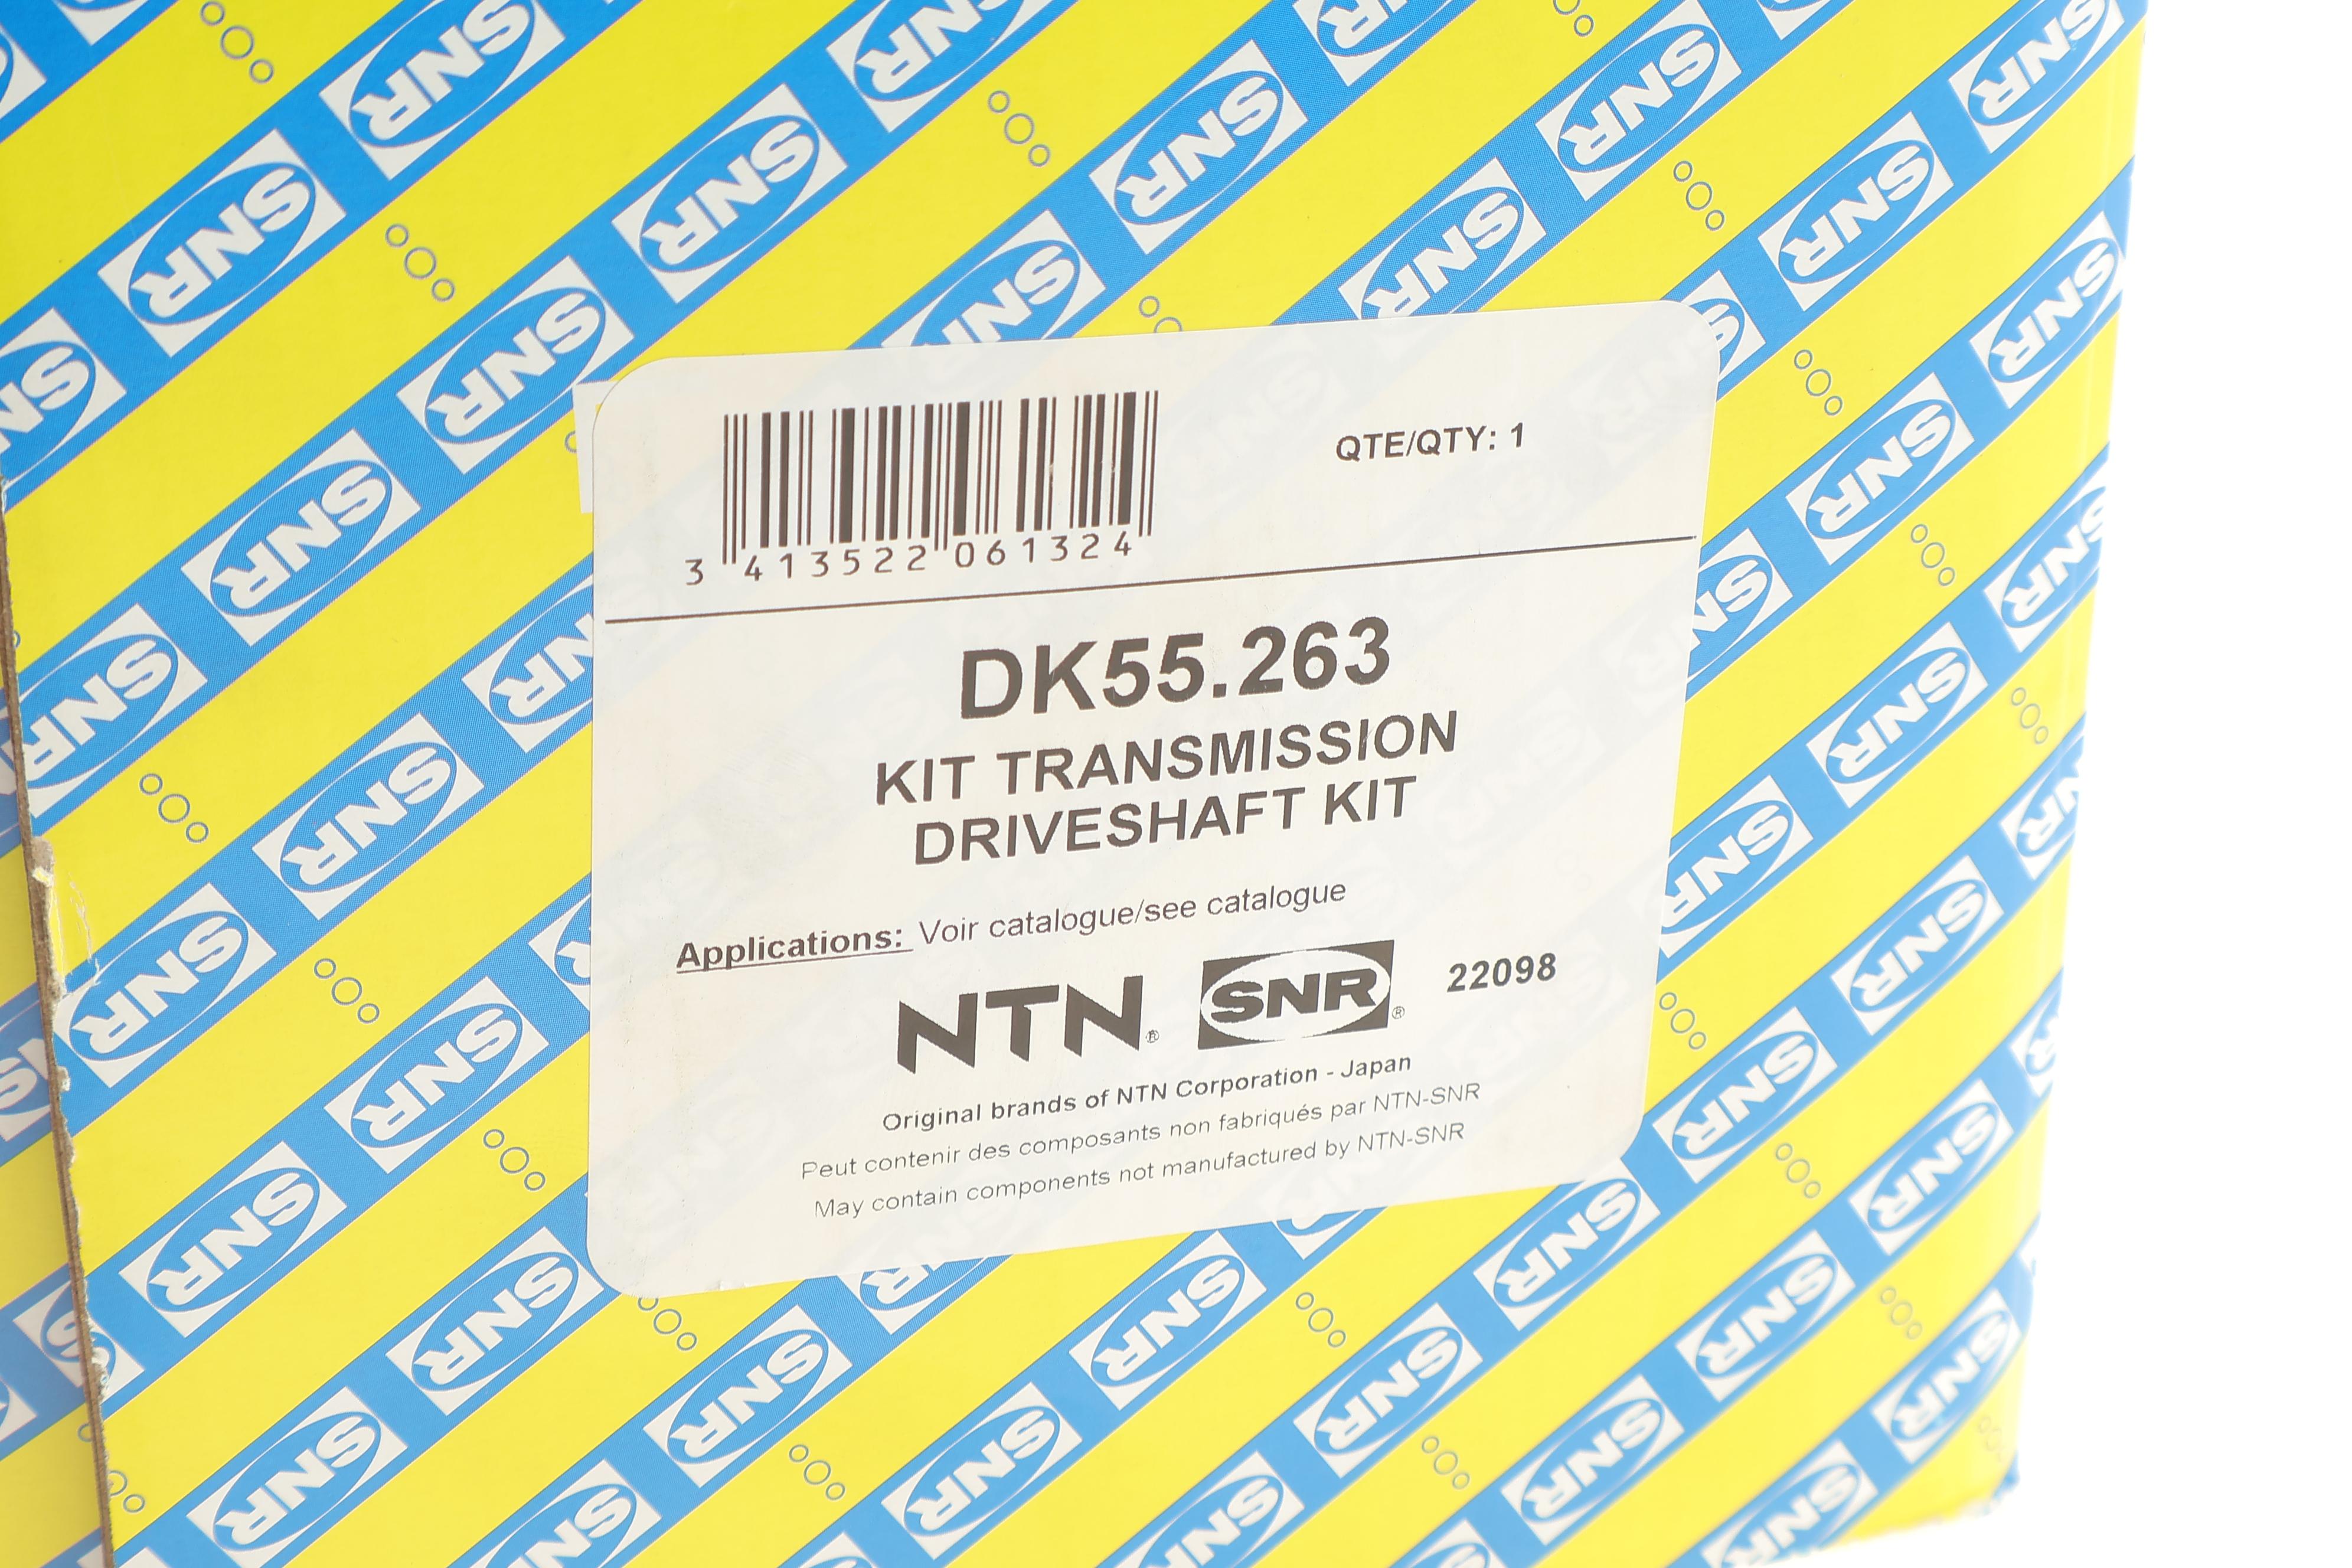 QTE/QTY: 1
3 413522 061324
DK55.263
KIT TRANSMISSION
DRIVESHAFT KIT
Applications: Voir catalogue/see catalogue
NTN® SNR® 22098
Original brands of NTN Corporation - Japan
Peut contenir des composants non fabriqués par NTN-SNR
May contain components not manufactured by NTN-SNR
SNR